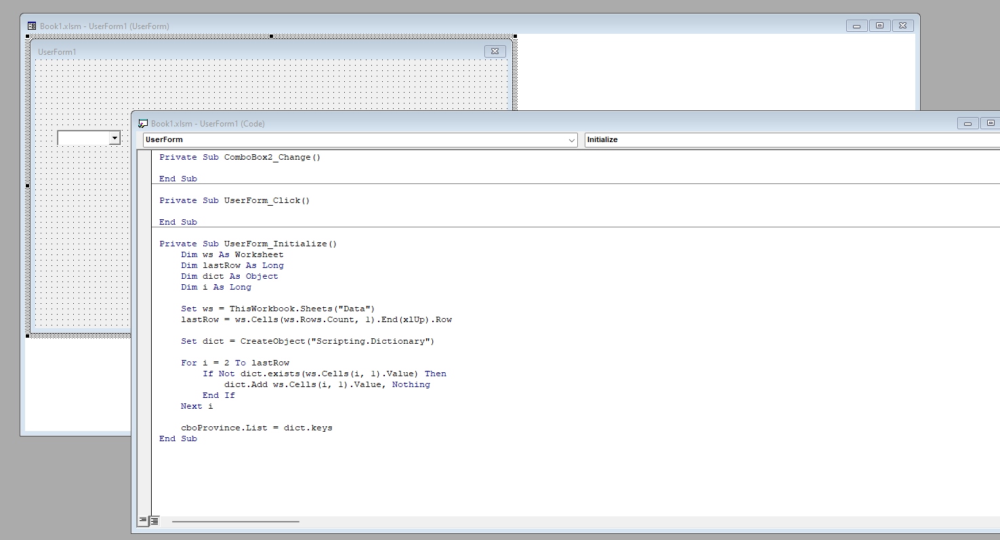 Book1.xlsm - UserForm1 (UserForm)
UserForm1
Book1.xlsm - UserForm1 (Code)
UserForm
Initialize
Private Sub ComboBox2_Change()
End Sub
Private Sub UserForm_Click()
End Sub
Private Sub UserForm_Initialize()
    Dim ws As Worksheet
    Dim lastRow As Long
    Dim dict As Object
    Dim i As Long
    Set ws = ThisWorkbook.Sheets("Data")
    lastRow = ws.Cells(ws.Rows.Count, 1).End(xlUp).Row
    Set dict = CreateObject("Scripting.Dictionary")
    For i = 2 To lastRow
        If Not dict.exists(ws.Cells(i, 1).Value) Then
            dict.Add ws.Cells(i, 1).Value, Nothing
        End If
    Next i
    cboProvince.List = dict.keys
End Sub